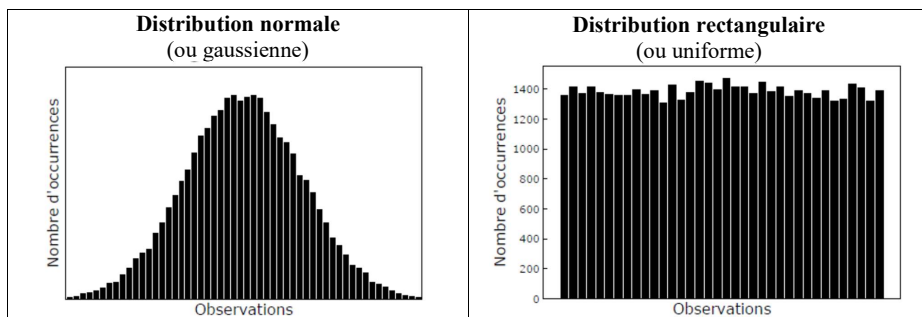 Distribution normale
(ou gaussienne)
Nombre d'occurrences
Observations
Distribution rectangulaire
(ou uniforme)
Nombre d'occurrences
1400
1200
1000
800
600
400
200
0
Observations